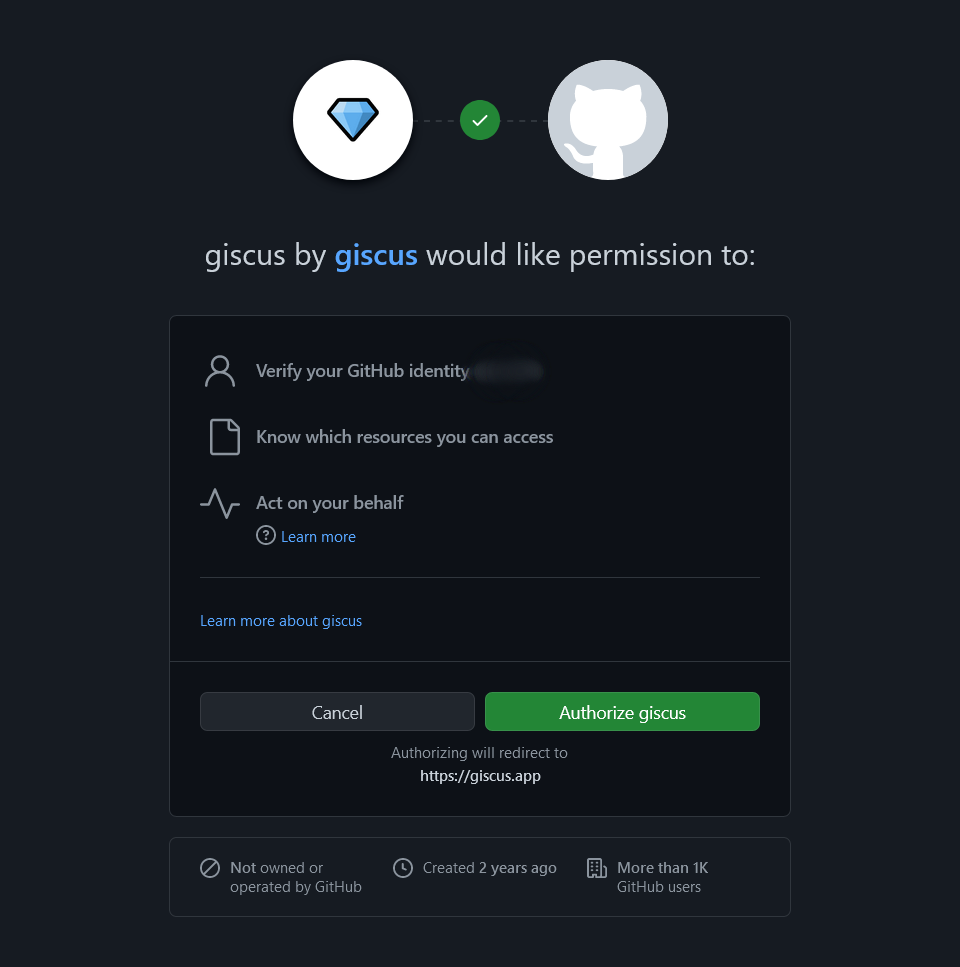 giscus by giscus would like permission to:
Verify your GitHub identity
Know which resources you can access
Act on your behalf
Learn more
Learn more about giscus
Cancel
Authorize giscus
Authorizing will redirect to
https://giscus.app
Not owned or
operated by GitHub
Created 2 years ago
More than 1K
GitHub users